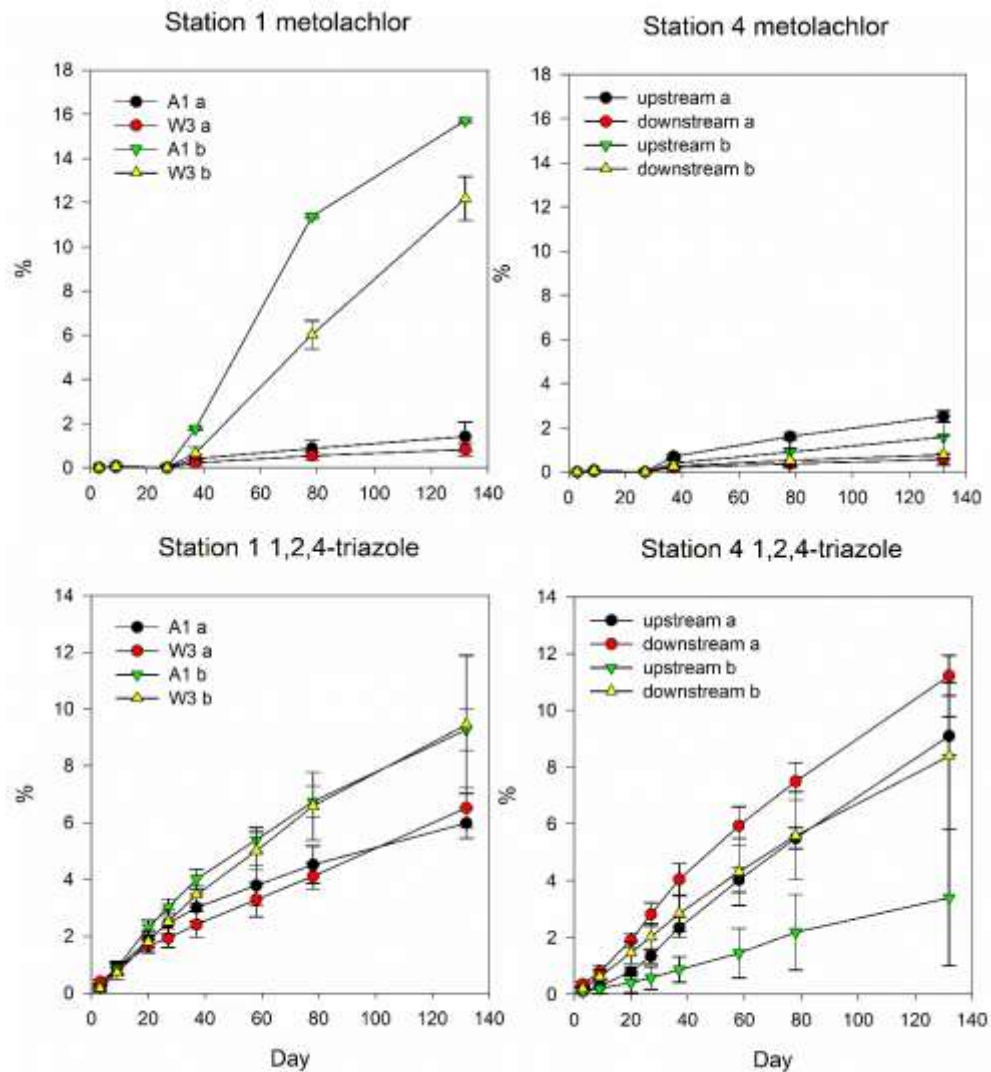 Station 1 metolachlor
18
16
14
12
10
8
6
4
2
0
%
A1 a
W3 a
A1 b
W3 b
0 20 40 60 80 100 120 140
Station 4 metolachlor
18
16
14
12
10
8
6
4
2
0
%
upstream a
downstream a
upstream b
downstream b
0 20 40 60 80 100 120 140
Station 1 1,2,4-triazole
14
12
10
8
6
4
2
0
%
A1 a
W3 a
A1 b
W3 b
0 20 40 60 80 100 120 140
Day
Station 4 1,2,4-triazole
14
12
10
8
6
4
2
0
%
upstream a
downstream a
upstream b
downstream b
0 20 40 60 80 100 120 140
Day